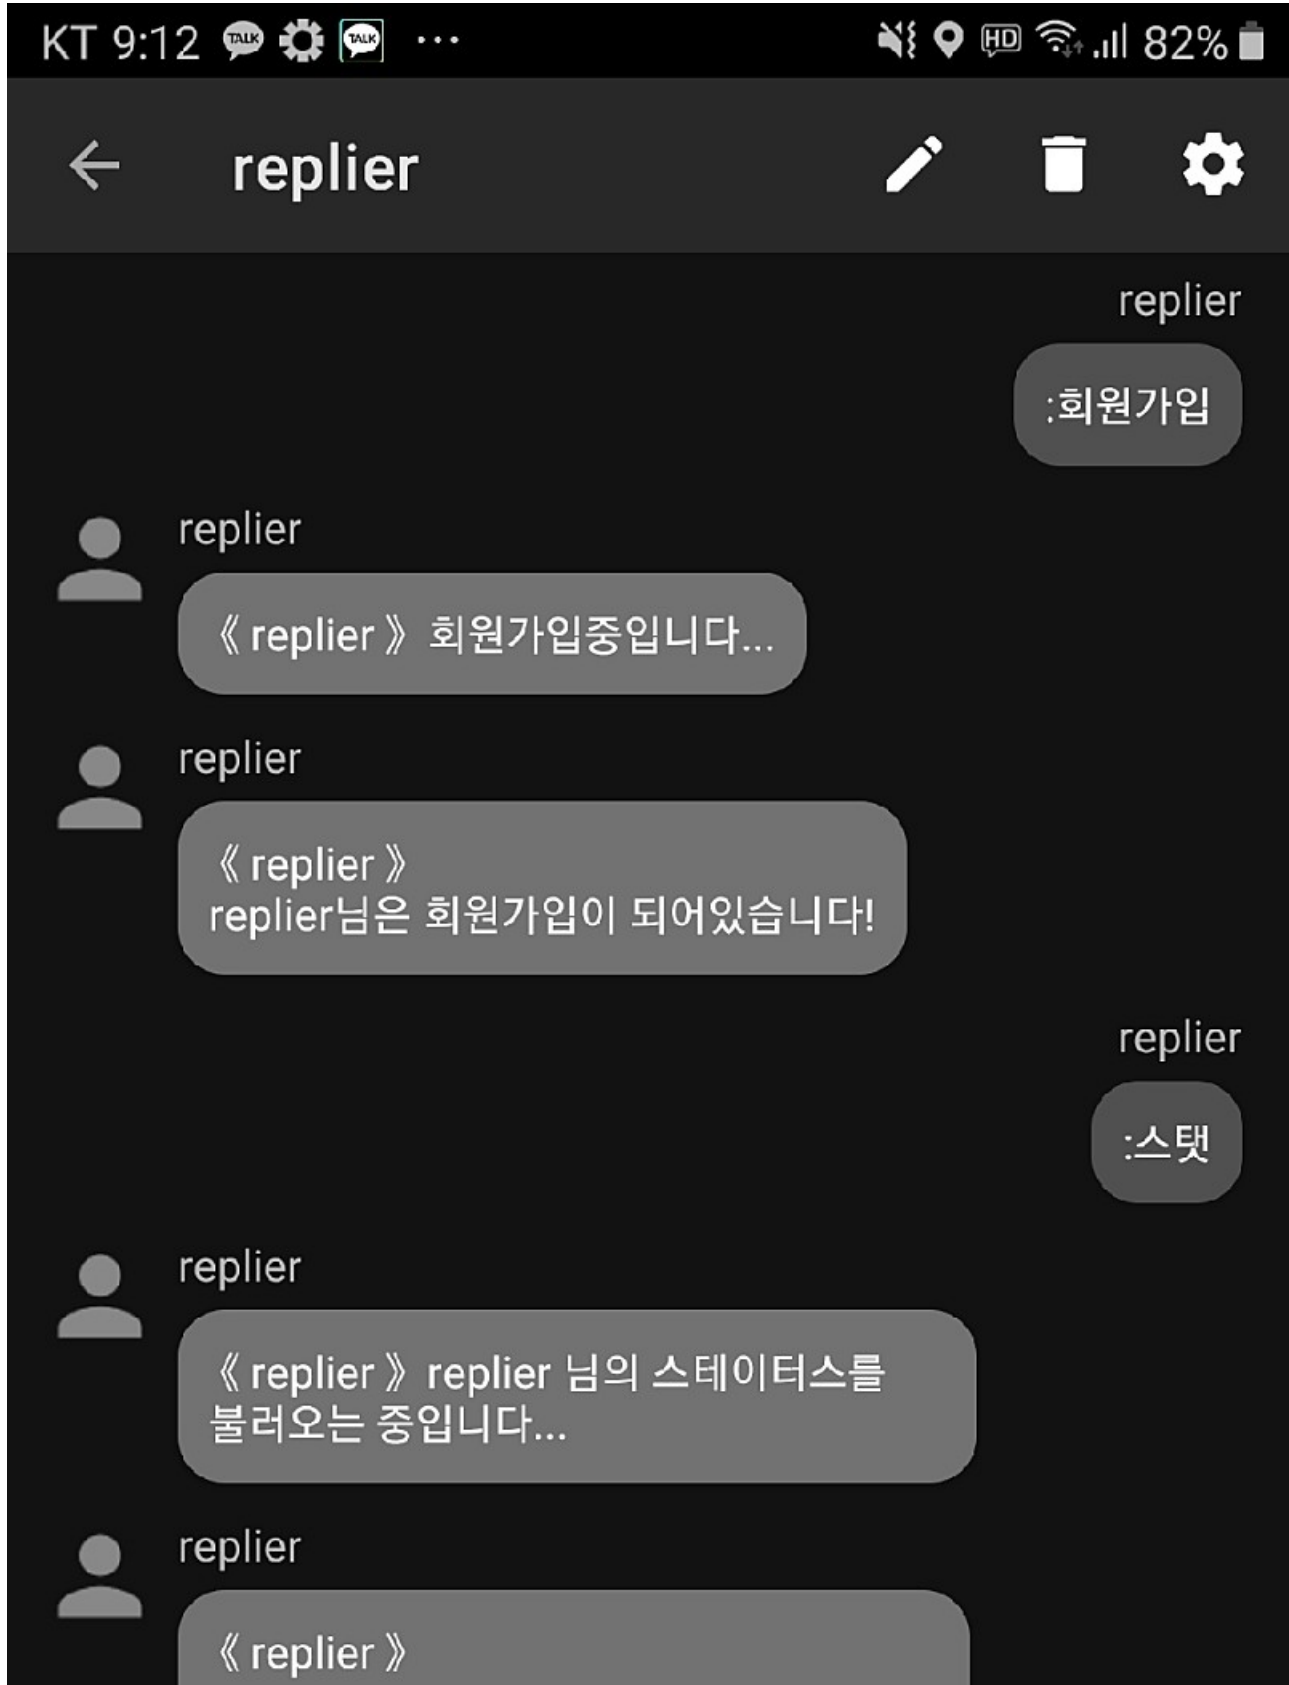 KT 9:12 TALK TALK ... HD 82%
replier
replier
:회원가입
replier
《 replier 》 회원가입중입니다...
replier
《 replier 》
replier님은 회원가입이 되어있습니다!
replier
:스탯
replier
《 replier 》 replier 님의 스테이터스를
불러오는 중입니다...
replier
《 replier 》